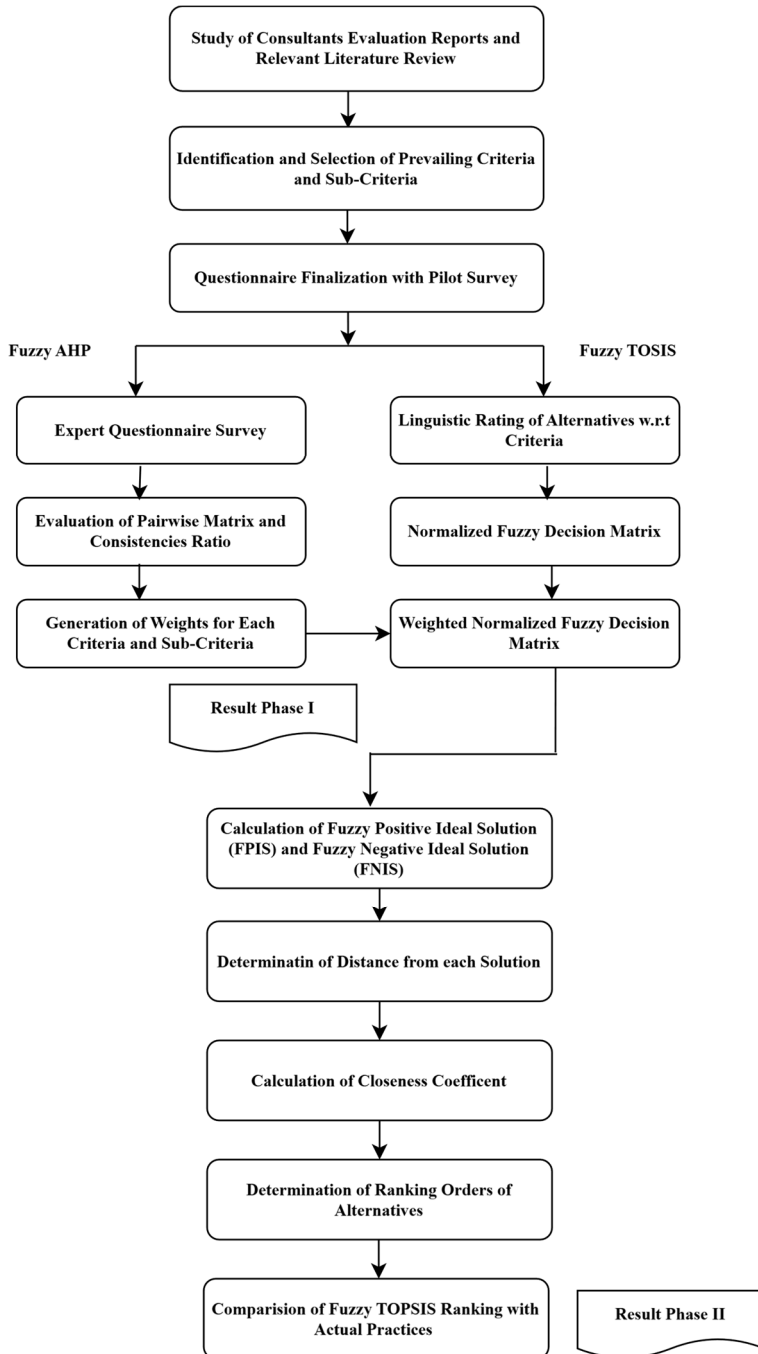 Study of Consultants Evaluation Reports and
Relevant Literature Review
Identification and Selection of Prevailing Criteria
and Sub-Criteria
Questionnaire Finalization with Pilot Survey
Fuzzy AHP
Fuzzy TOSIS
Expert Questionnaire Survey
Linguistic Rating of Alternatives w.r.t
Criteria
Evaluation of Pairwise Matrix and
Consistencies Ratio
Normalized Fuzzy Decision Matrix
Generation of Weights for Each
Criteria and Sub-Criteria
Weighted Normalized Fuzzy Decision
Matrix
Result Phase I
Calculation of Fuzzy Positive Ideal Solution
(FPIS) and Fuzzy Negative Ideal Solution
(FNIS)
Determinatin of Distance from each Solution
Calculation of Closeness Coefficent
Determination of Ranking Orders of
Alternatives
Comparision of Fuzzy TOPSIS Ranking with
Actual Practices
Result Phase II